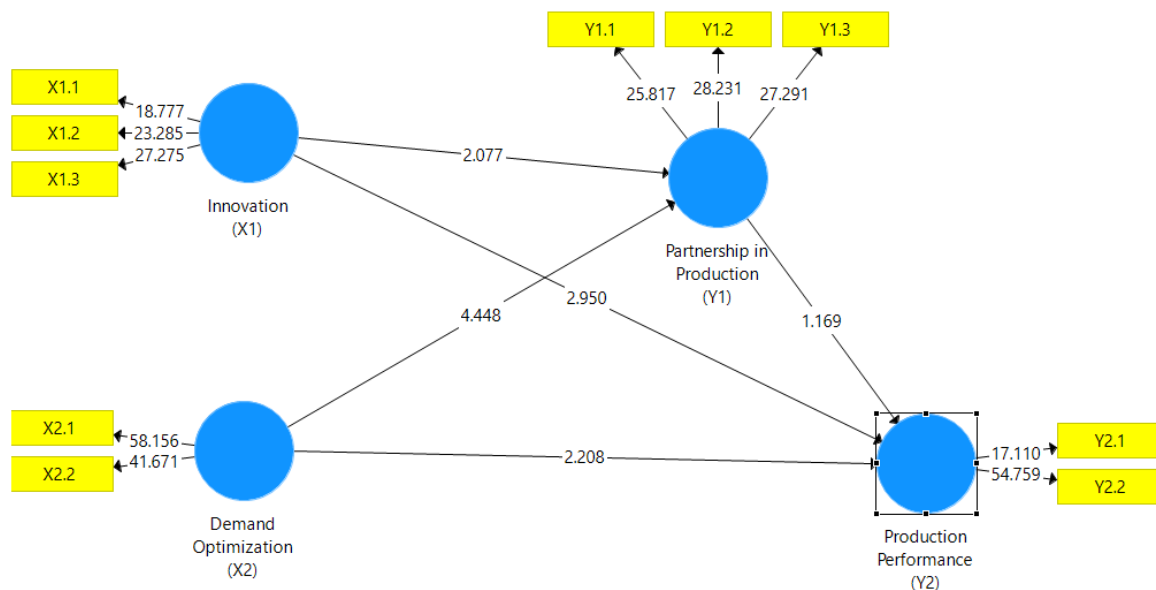 Y1.1
Y1.2
Y1.3
25.817
28.231
27.291
X1.1
X1.2
X1.3
18.777
23.285
27.275
Innovation
(X1)
2.077
Partnership in
Production
(Y1)
2.950
4.448
1.169
X2.1
X2.2
58.156
41.671
Demand
Optimization
(X2)
2.208
17.110
54.759
Y2.1
Y2.2
Production
Performance
(Y2)